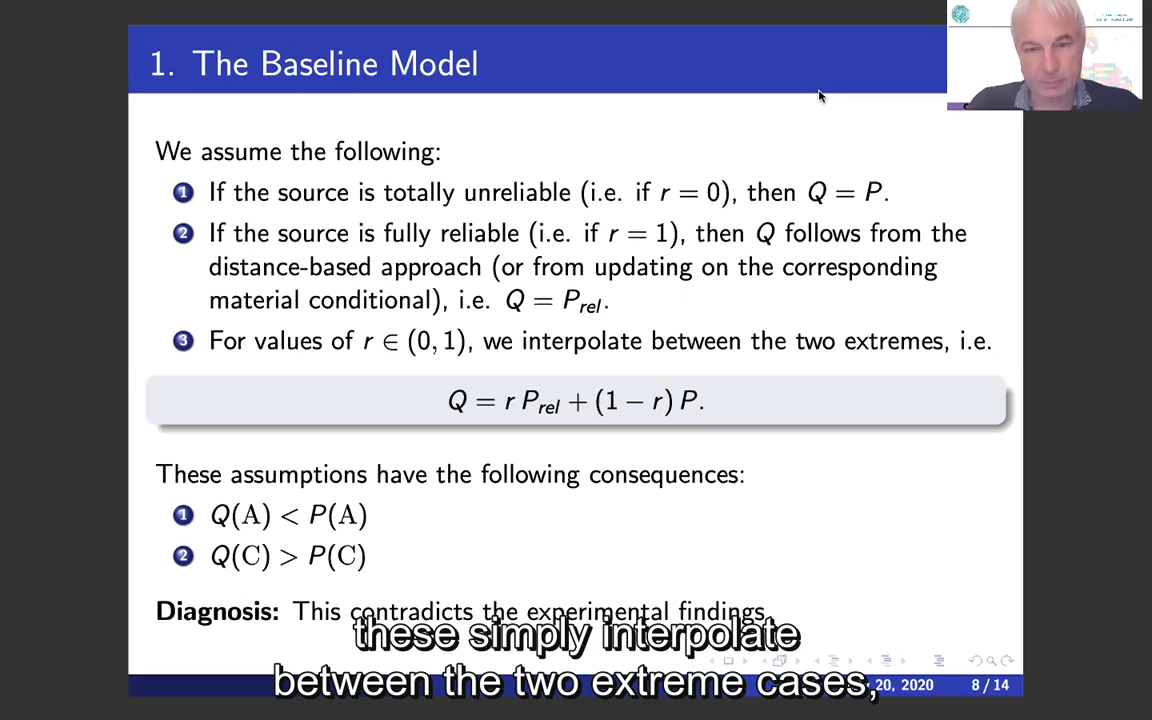 1. The Baseline Model
We assume the following:
1 If the source is totally unreliable (i.e. if r = 0), then Q = P.
2 If the source is fully reliable (i.e. if r = 1), then Q follows from the
distance-based approach (or from updating on the corresponding
material conditional), i.e. Q = P_rel.
3 For values of r ∈ (0, 1), we interpolate between the two extremes, i.e.
Q = r P_rel + (1 − r) P.
These assumptions have the following consequences:
1 Q(A) < P(A)
2 Q(C) > P(C)
Diagnosis: This contradicts the experimental findings.
these simply interpolate
between the two extreme cases,
20, 2020 8 / 14